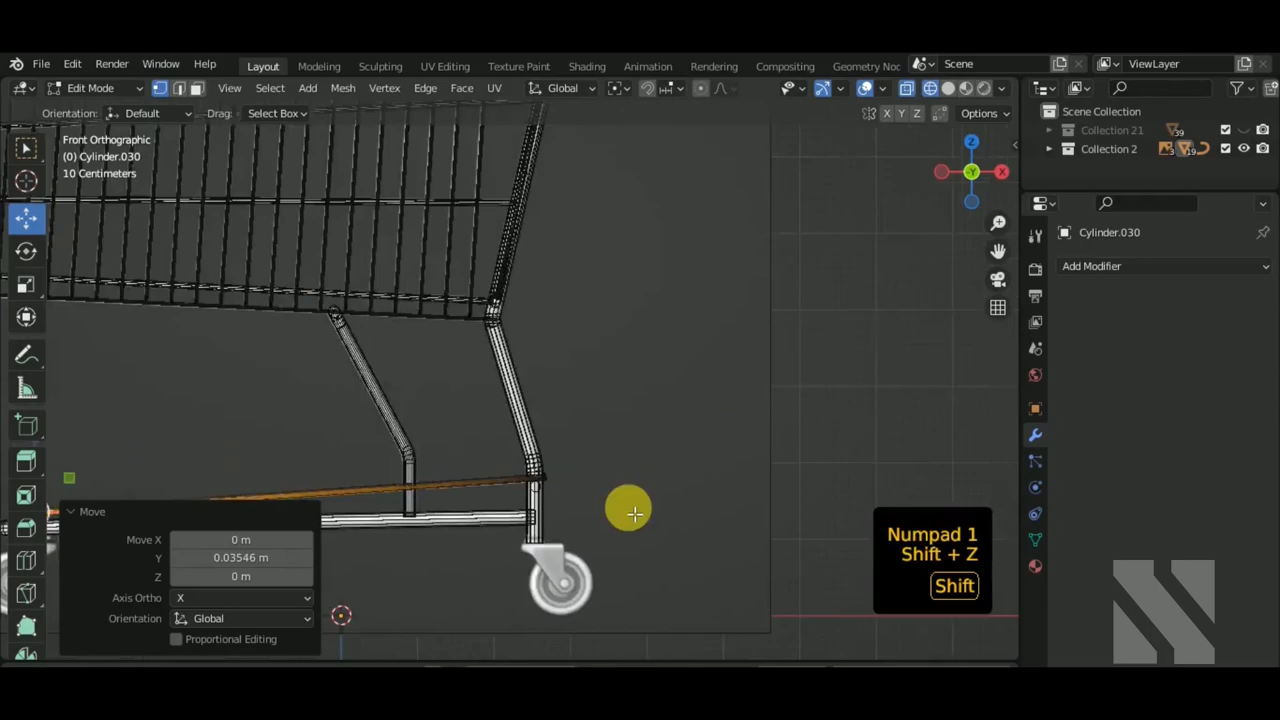 File Edit Render Window Help Layout Modeling Sculpting UV Editing Texture Paint Shading Animation Rendering Compositing Geometry Noc Scene ViewLayer
Edit Mode View Select Add Mesh Vertex Edge Face UV Global
Orientation: Default Drag: Select Box X Y Z Options
Front Orthographic
(0) Cylinder.030
10 Centimeters
Z
Y
X
Scene Collection
Collection 21 39
Collection 2 3 19
Cylinder.030
Add Modifier
Move
Move X 0 m
Y 0.03546 m
Z 0 m
Axis Ortho X
Orientation Global
Proportional Editing
Numpad 1
Shift + Z
Shift